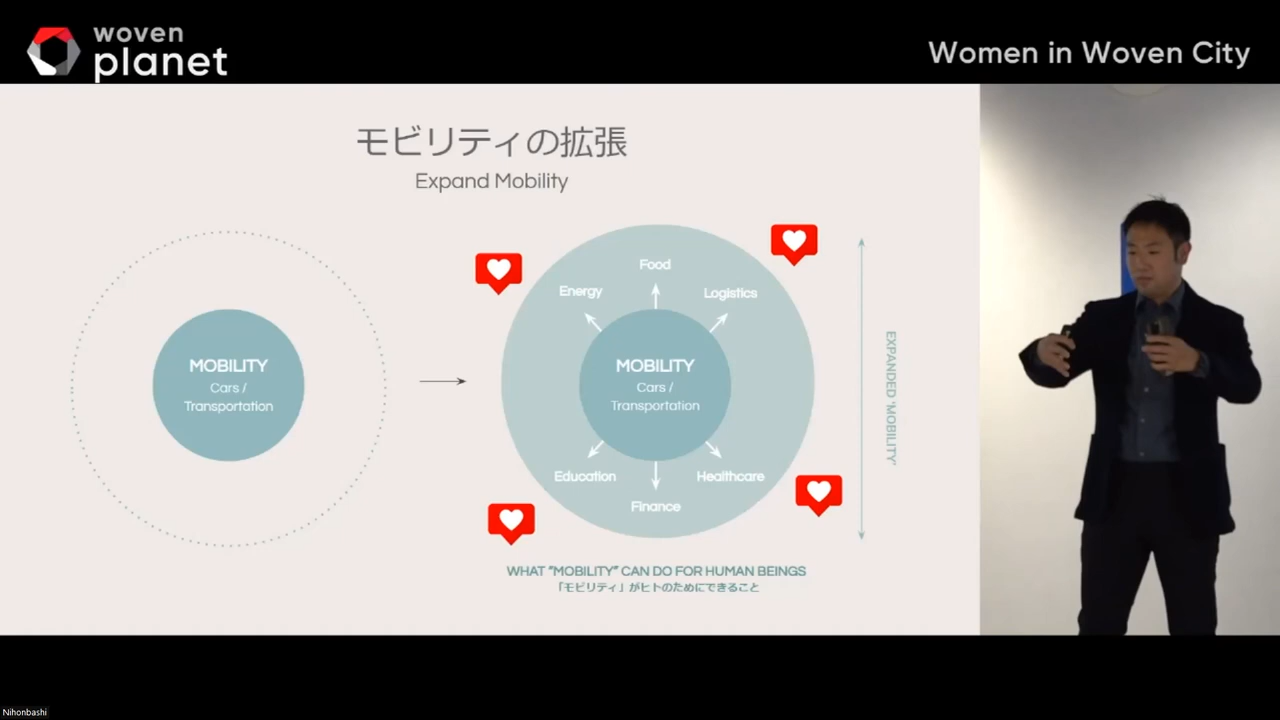 woven
planet
Women in Woven City
モビリティの拡張
Expand Mobility
MOBILITY
Cars /
Transportation
Food
Energy
Logistics
MOBILITY
Cars /
Transportation
Education
Healthcare
Finance
EXPANDED 'MOBILITY'
WHAT “MOBILITY” CAN DO FOR HUMAN BEINGS
「モビリティ」がヒトのためにできること
Nihonbashi